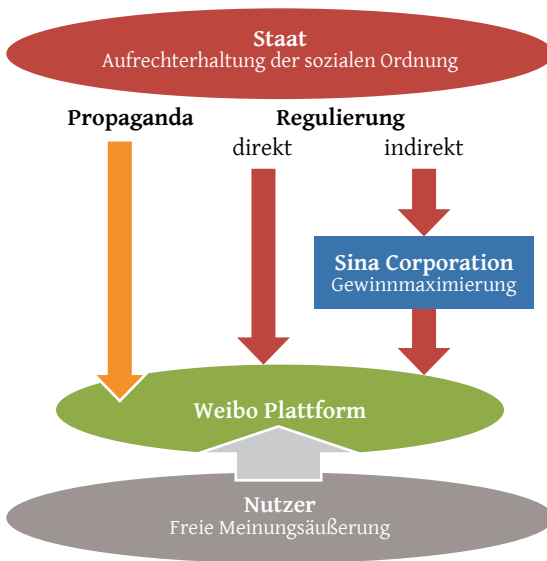 Staat
Aufrechterhaltung der sozialen Ordnung
Propaganda
Regulierung
direkt
indirekt
Sina Corporation
Gewinnmaximierung
Weibo Plattform
Nutzer
Freie Meinungsäußerung